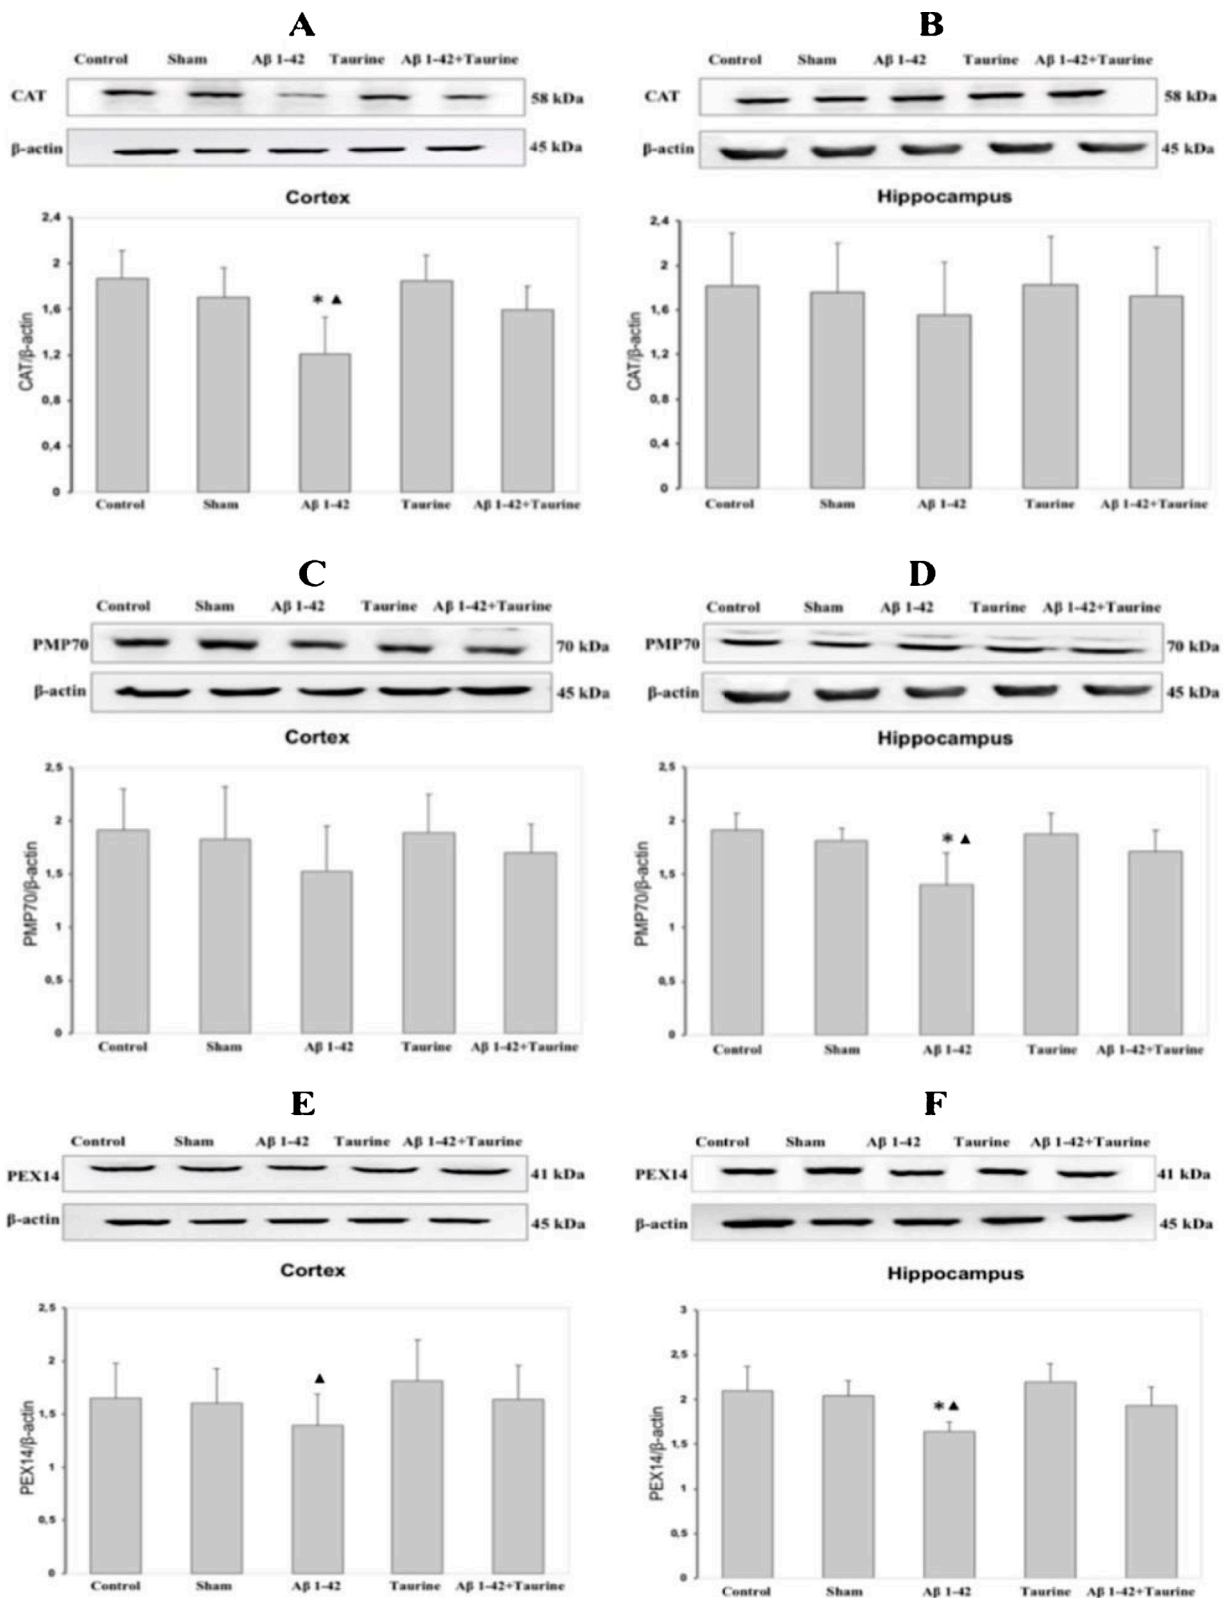 A
Control Sham Aβ 1-42 Taurine Aβ 1-42+Taurine
CAT 58 kDa
β-actin 45 kDa
Cortex
2,4
2
1,6
1,2
0,8
0,4
0
CAT/β-actin
* ▲
Control Sham Aβ 1-42 Taurine Aβ 1-42+Taurine
B
Control Sham Aβ 1-42 Taurine Aβ 1-42+Taurine
CAT 58 kDa
β-actin 45 kDa
Hippocampus
2,4
2
1,6
1,2
0,8
0,4
0
CAT/β-actin
Control Sham Aβ 1-42 Taurine Aβ 1-42+Taurine
C
Control Sham Aβ 1-42 Taurine Aβ 1-42+Taurine
PMP70 70 kDa
β-actin 45 kDa
Cortex
2,5
2
1,5
1
0,5
0
PMP70/β-actin
Control Sham Aβ 1-42 Taurine Aβ 1-42+Taurine
D
Control Sham Aβ 1-42 Taurine Aβ 1-42+Taurine
PMP70 70 kDa
β-actin 45 kDa
Hippocampus
2,5
2
1,5
1
0,5
0
PMP70/β-actin
* ▲
Control Sham Aβ 1-42 Taurine Aβ 1-42+Taurine
E
Control Sham Aβ 1-42 Taurine Aβ 1-42+Taurine
PEX14 41 kDa
β-actin 45 kDa
Cortex
2,5
2
1,5
1
0,5
0
PEX14/β-actin
▲
Control Sham Aβ 1-42 Taurine Aβ 1-42+Taurine
F
Control Sham Aβ 1-42 Taurine Aβ 1-42+Taurine
PEX14 41 kDa
β-actin 45 kDa
Hippocampus
3
2,5
2
1,5
1
0,5
0
PEX14/β-actin
*▲
Control Sham Aβ 1-42 Taurine Aβ 1-42+Taurine